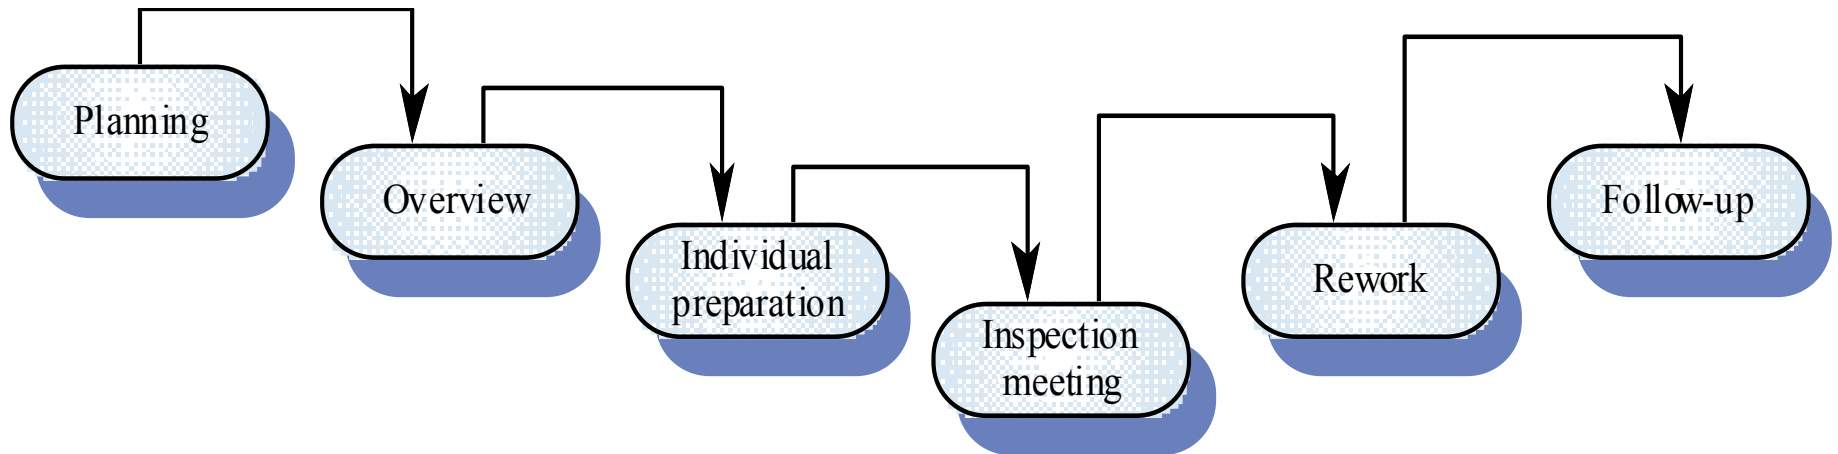 Planning
Overview
Individual
preparation
Inspection
meeting
Rework
Follow-up